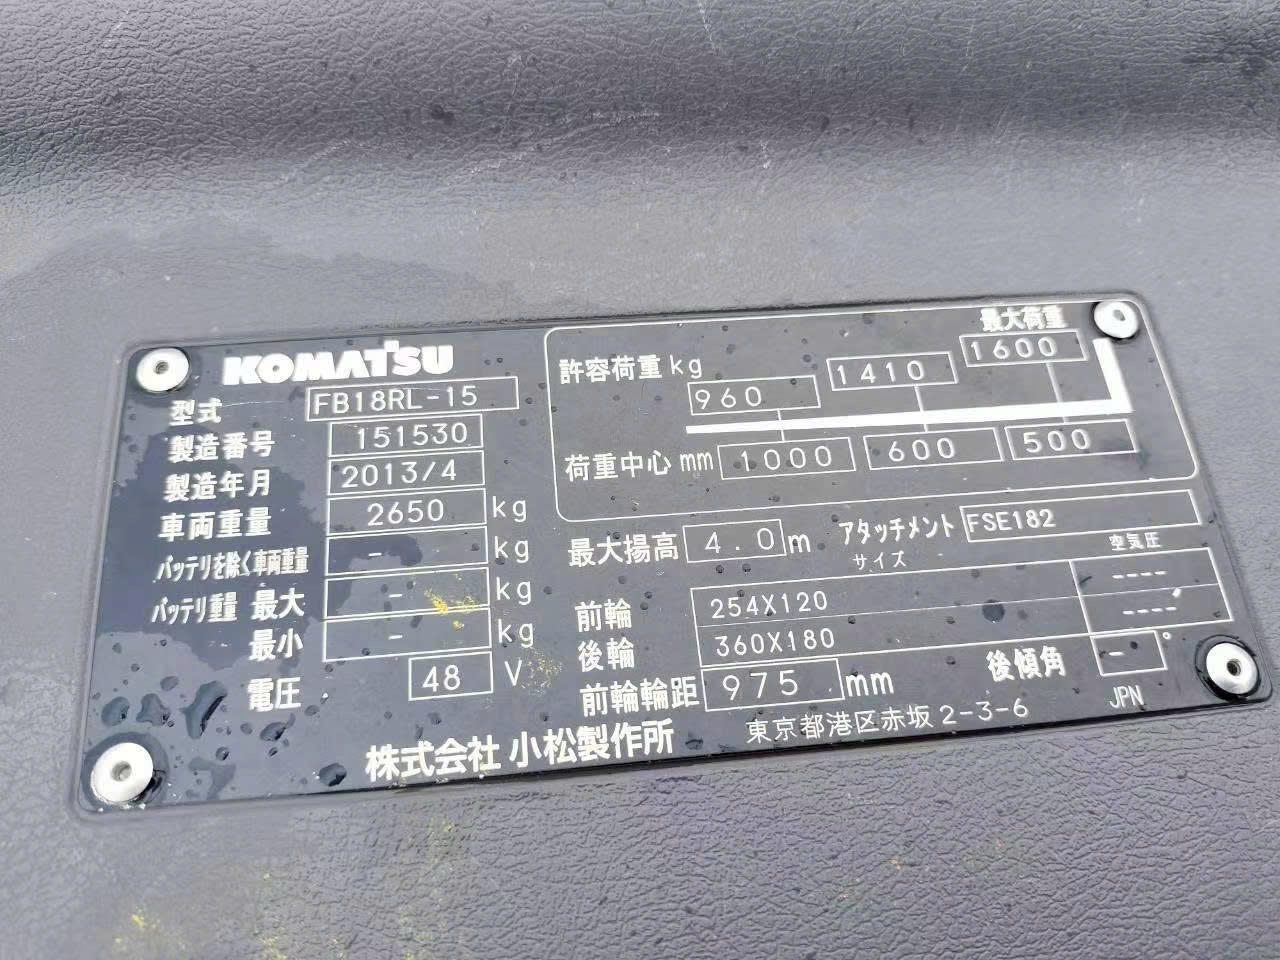 KOMATSU
型式 FB18RL-15
製造番号 151530
製造年月 2013/4
車両重量 2650 kg
バッテリを除く車両重量 - kg
バッテリ重量 最大 - kg
最小 - kg
電圧 48 V
最大荷重
許容荷重 kg 960 1410 1600
荷重中心 mm 1000 600 500
最大揚高 4.0 m アタッチメント FSE182
サイズ 空気圧
前輪 254X120 ----
後輪 360X180 ----
前輪輪距 975 mm 後傾角 - °
株式会社 小松製作所 東京都港区赤坂2-3-6 JPN